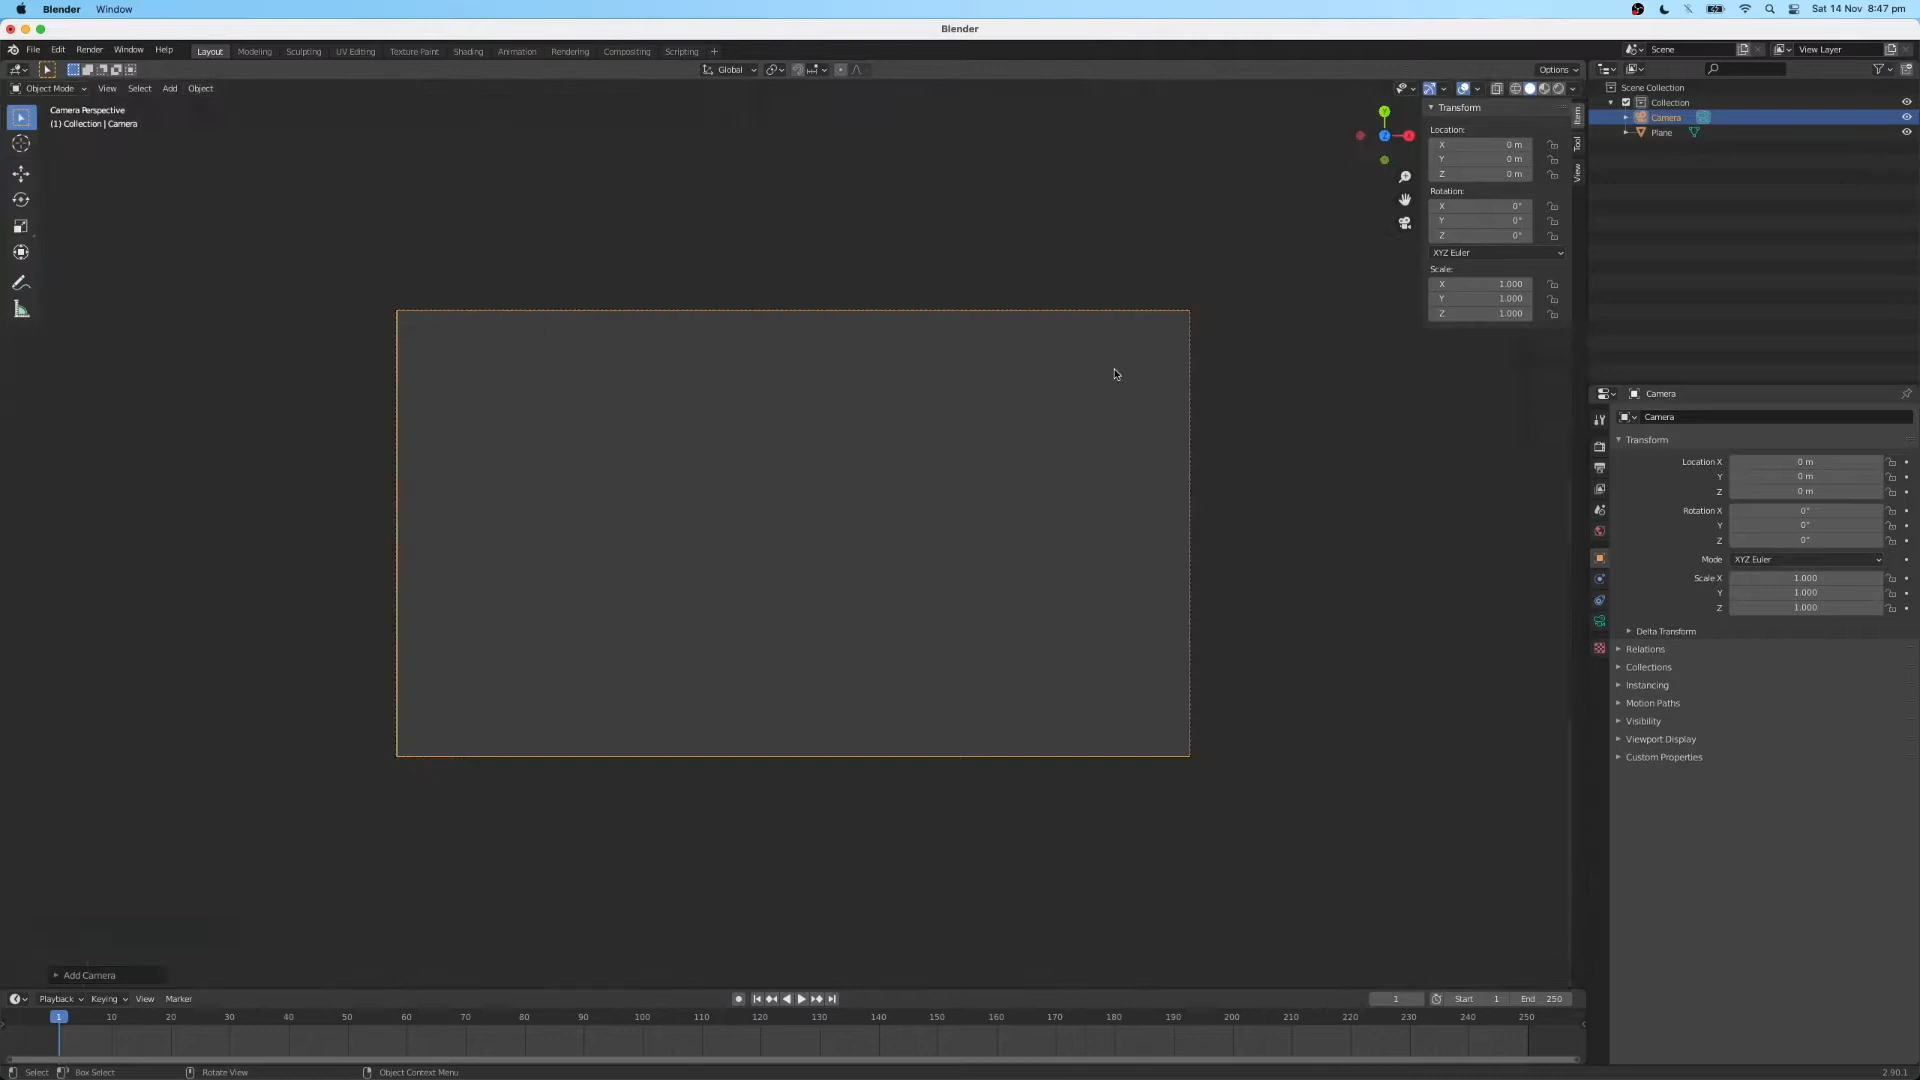 Blender Window Sat 14 Nov 8:47 pm
Blender
File Edit Render Window Help Layout Modeling Sculpting UV Editing Texture Paint Shading Animation Rendering Compositing Scripting + Scene View Layer
Global Options
Object Mode View Select Add Object
Camera Perspective
(1) Collection | Camera
Transform
Location:
X 0 m
Y 0 m
Z 0 m
Rotation:
X 0°
Y 0°
Z 0°
XYZ Euler
Scale:
X 1.000
Y 1.000
Z 1.000
Item
Tool
View
Y
Z
X
Scene Collection
Collection
Camera
Plane
Camera
Camera
Transform
Location X 0 m
Y 0 m
Z 0 m
Rotation X 0°
Y 0°
Z 0°
Mode XYZ Euler
Scale X 1.000
Y 1.000
Z 1.000
Delta Transform
Relations
Collections
Instancing
Motion Paths
Visibility
Viewport Display
Custom Properties
Add Camera
Playback Keying View Marker 1 Start 1 End 250
1 10 20 30 40 50 60 70 80 90 100 110 120 130 140 150 160 170 180 190 200 210 220 230 240 250
Select Box Select Rotate View Object Context Menu 2.90.1